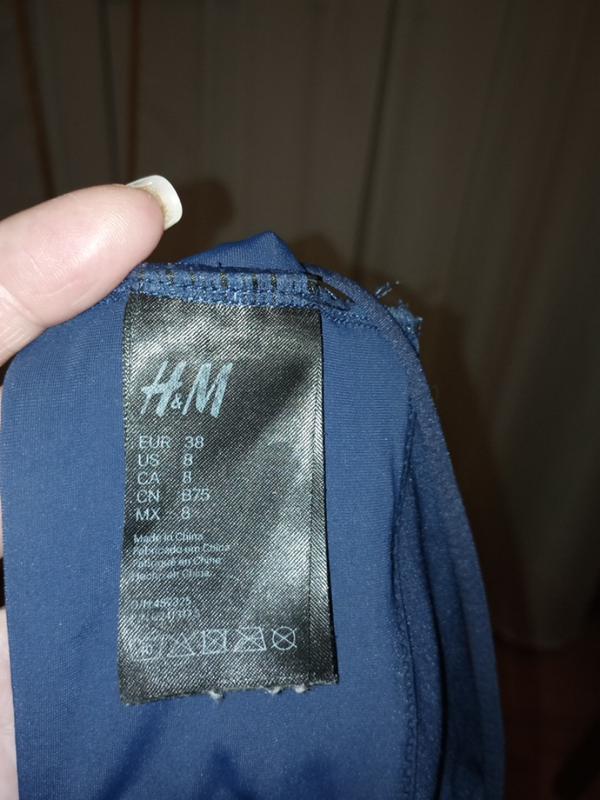 H&M
EUR 38
US 8
CA 8
CN B75
MX 8
Made in China
Fabricado em China
Fabriqué en Chine
Hecho en China